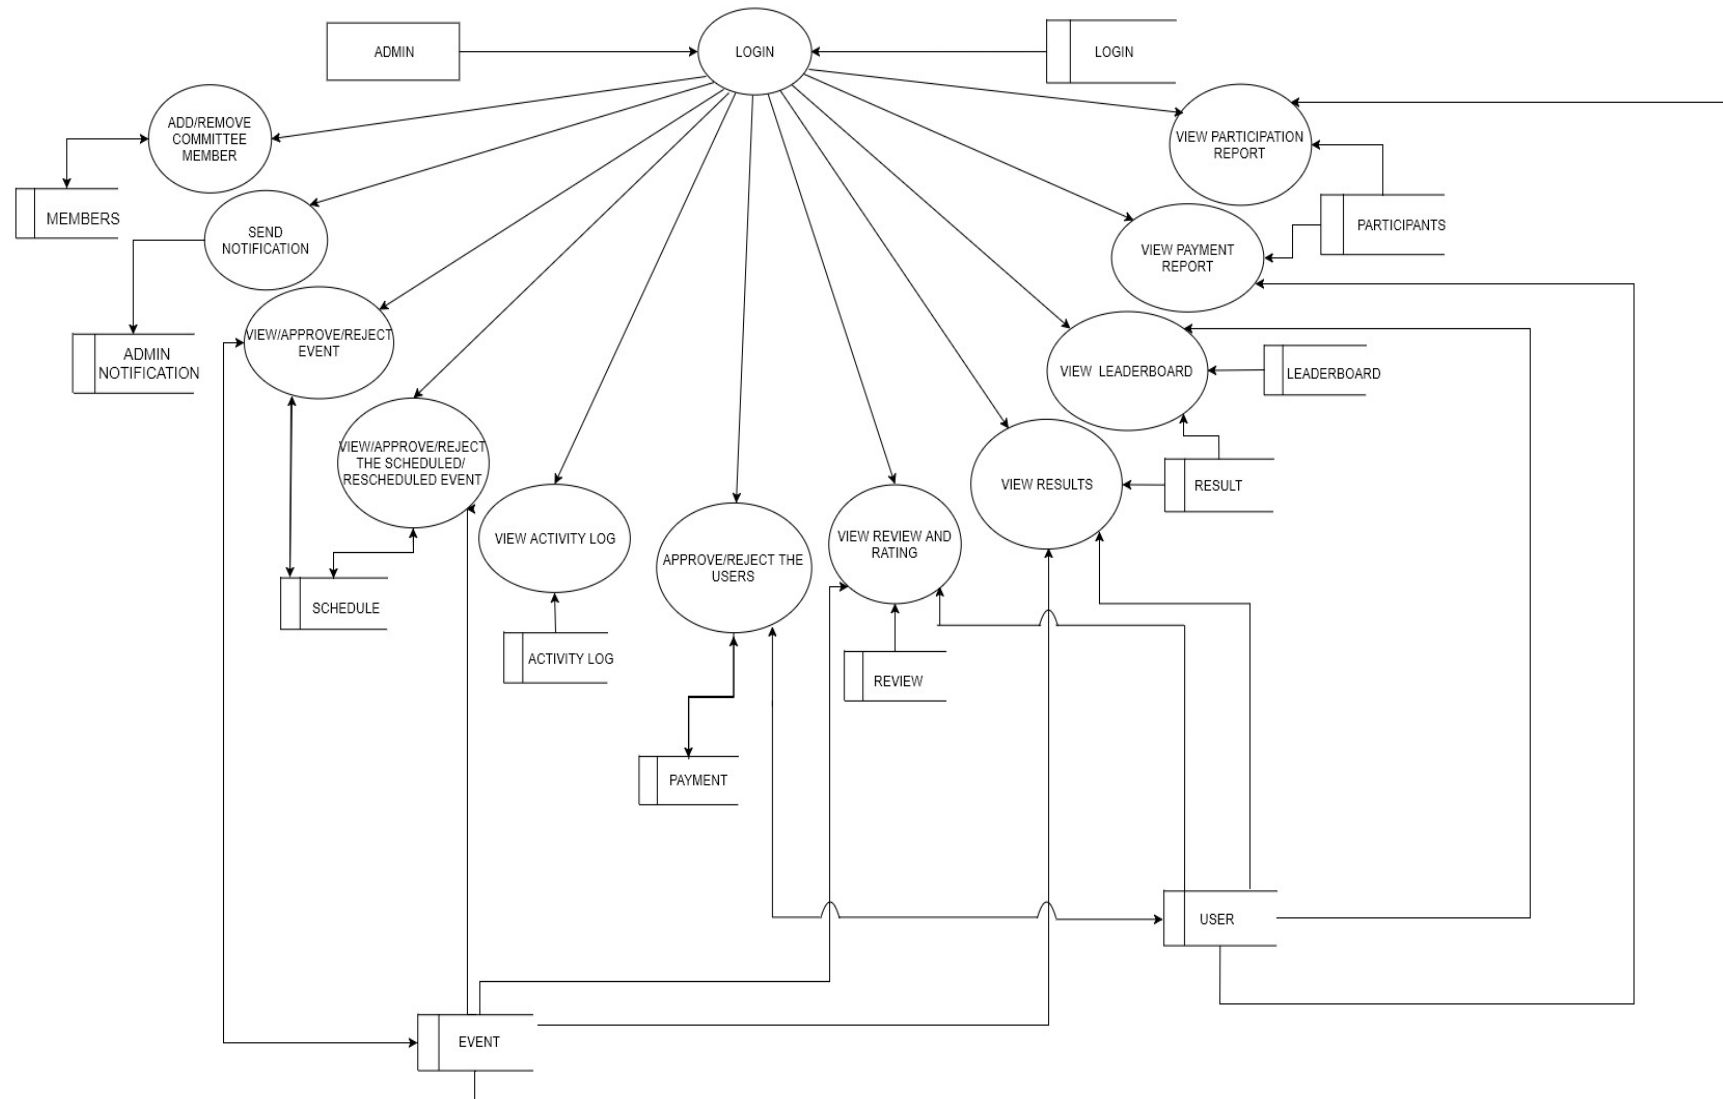 ADMIN
LOGIN
LOGIN
ADD/REMOVE
COMMITTEE
MEMBER
VIEW PARTICIPATION
REPORT
MEMBERS
SEND
NOTIFICATION
PARTICIPANTS
VIEW PAYMENT
REPORT
VIEW/APPROVE/REJECT
EVENT
ADMIN
NOTIFICATION
VIEW LEADERBOARD
LEADERBOARD
VIEW/APPROVE/REJECT
THE SCHEDULED/
RESCHEDULED EVENT
VIEW RESULTS
RESULT
VIEW ACTIVITY LOG
APPROVE/REJECT THE
USERS
VIEW REVIEW AND
RATING
SCHEDULE
ACTIVITY LOG
REVIEW
PAYMENT
USER
EVENT